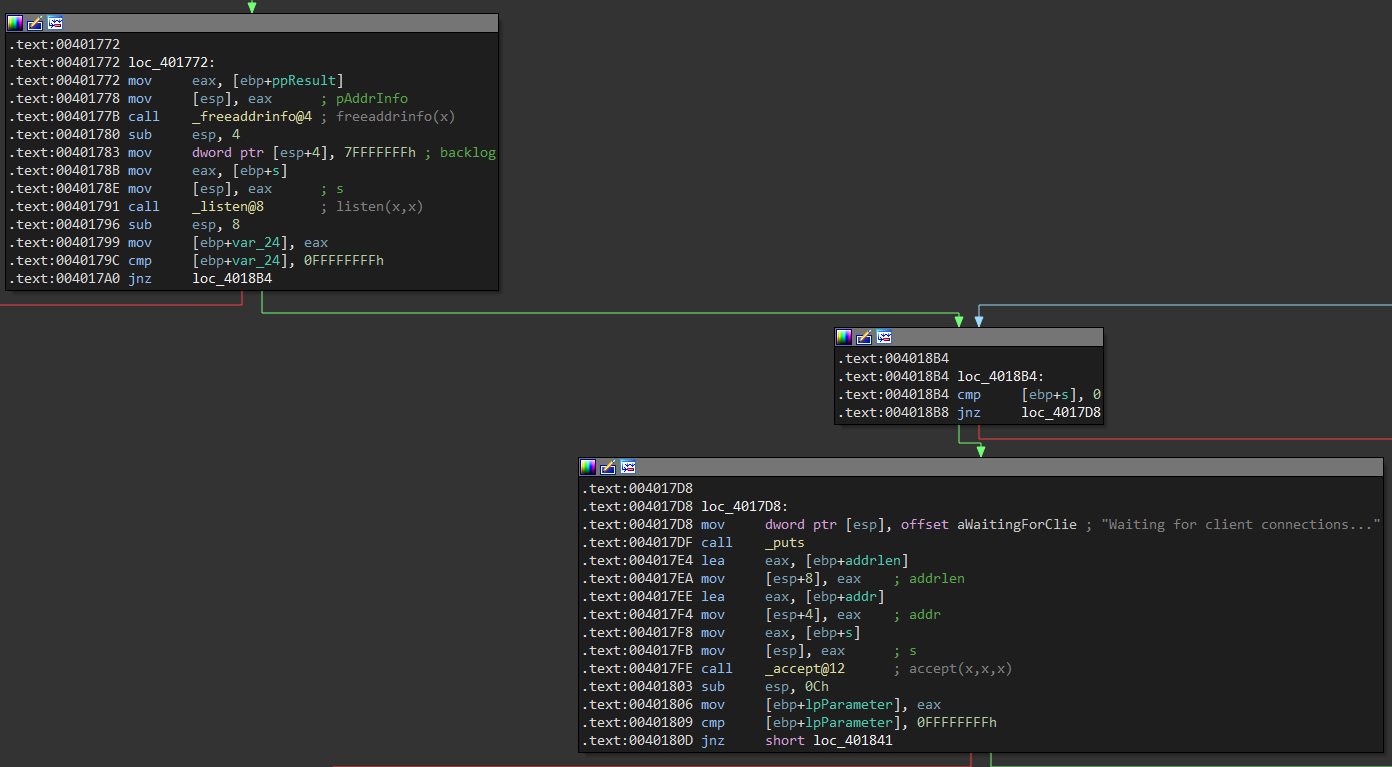 .text:00401772
.text:00401772 loc_401772:
.text:00401772 mov     eax, [ebp+ppResult]
.text:00401778 mov     [esp], eax      ; pAddrInfo
.text:0040177B call    _freeaddrinfo@4 ; freeaddrinfo(x)
.text:00401780 sub     esp, 4
.text:00401783 mov     dword ptr [esp+4], 7FFFFFFFh ; backlog
.text:0040178B mov     eax, [ebp+s]
.text:0040178E mov     [esp], eax      ; s
.text:00401791 call    _listen@8       ; listen(x,x)
.text:00401796 sub     esp, 8
.text:00401799 mov     [ebp+var_24], eax
.text:0040179C cmp     [ebp+var_24], 0FFFFFFFFh
.text:004017A0 jnz     loc_4018B4
.text:004018B4
.text:004018B4 loc_4018B4:
.text:004018B4 cmp     [ebp+s], 0
.text:004018B8 jnz     loc_4017D8
.text:004017D8
.text:004017D8 loc_4017D8:
.text:004017D8 mov     dword ptr [esp], offset aWaitingForClie ; "Waiting for client connections..."
.text:004017DF call    _puts
.text:004017E4 lea     eax, [ebp+addrlen]
.text:004017EA mov     [esp+8], eax    ; addrlen
.text:004017EE lea     eax, [ebp+addr]
.text:004017F4 mov     [esp+4], eax    ; addr
.text:004017F8 mov     eax, [ebp+s]
.text:004017FB mov     [esp], eax      ; s
.text:004017FE call    _accept@12      ; accept(x,x,x)
.text:00401803 sub     esp, 0Ch
.text:00401806 mov     [ebp+lpParameter], eax
.text:00401809 cmp     [ebp+lpParameter], 0FFFFFFFFh
.text:0040180D jnz     short loc_401841